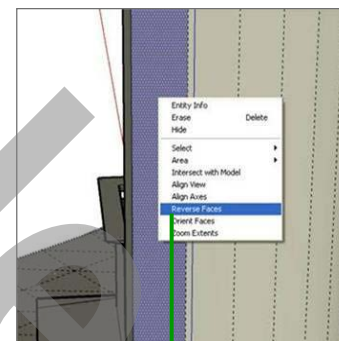 Entity Info
Erase Delete
Hide
Select
Area
Intersect with Model
Align View
Align Axes
Reverse Faces
Orient Faces
Zoom Extents